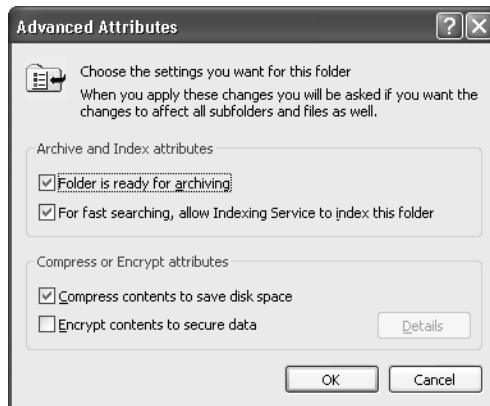 Advanced Attributes
Choose the settings you want for this folder
When you apply these changes you will be asked if you want the
changes to affect all subfolders and files as well.
Archive and Index attributes
Folder is ready for archiving
For fast searching, allow Indexing Service to index this folder
Compress or Encrypt attributes
Compress contents to save disk space
Encrypt contents to secure data
Details
OK
Cancel